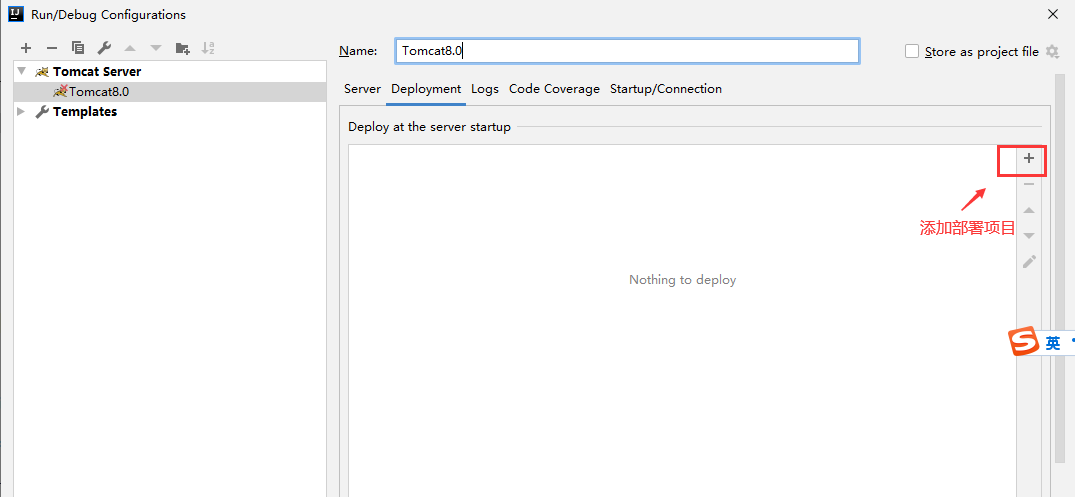 Run/Debug Configurations
Name: Tomcat8.0 Store as project file
Tomcat Server
Tomcat8.0
Templates
Server Deployment Logs Code Coverage Startup/Connection
Deploy at the server startup
添加部署项目
Nothing to deploy
英